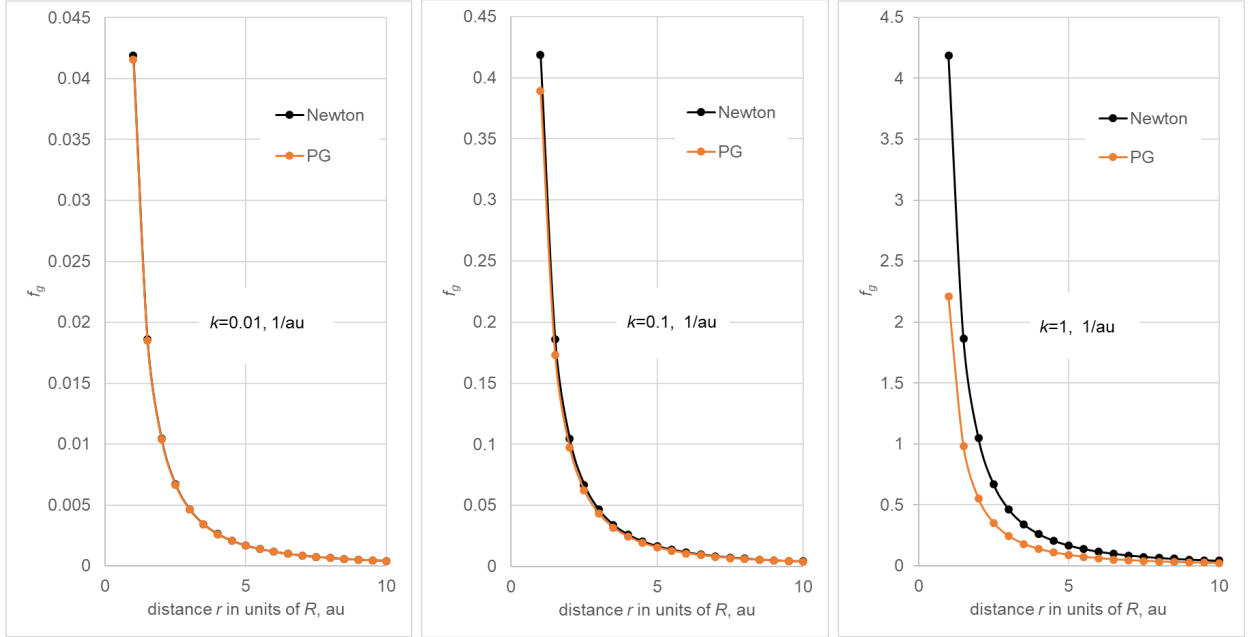 0.045
0.04
0.035
0.03
0.025
0.02
0.015
0.01
0.005
0
f_g
Newton
PG
k=0.01, 1/au
0 5 10
distance r in units of R, au
0.45
0.4
0.35
0.3
0.25
0.2
0.15
0.1
0.05
0
f_g
Newton
PG
k=0.1, 1/au
0 5 10
distance r in units of R, au
4.5
4
3.5
3
2.5
2
1.5
1
0.5
0
f_g
Newton
PG
k=1, 1/au
0 5 10
distance r in units of R, au